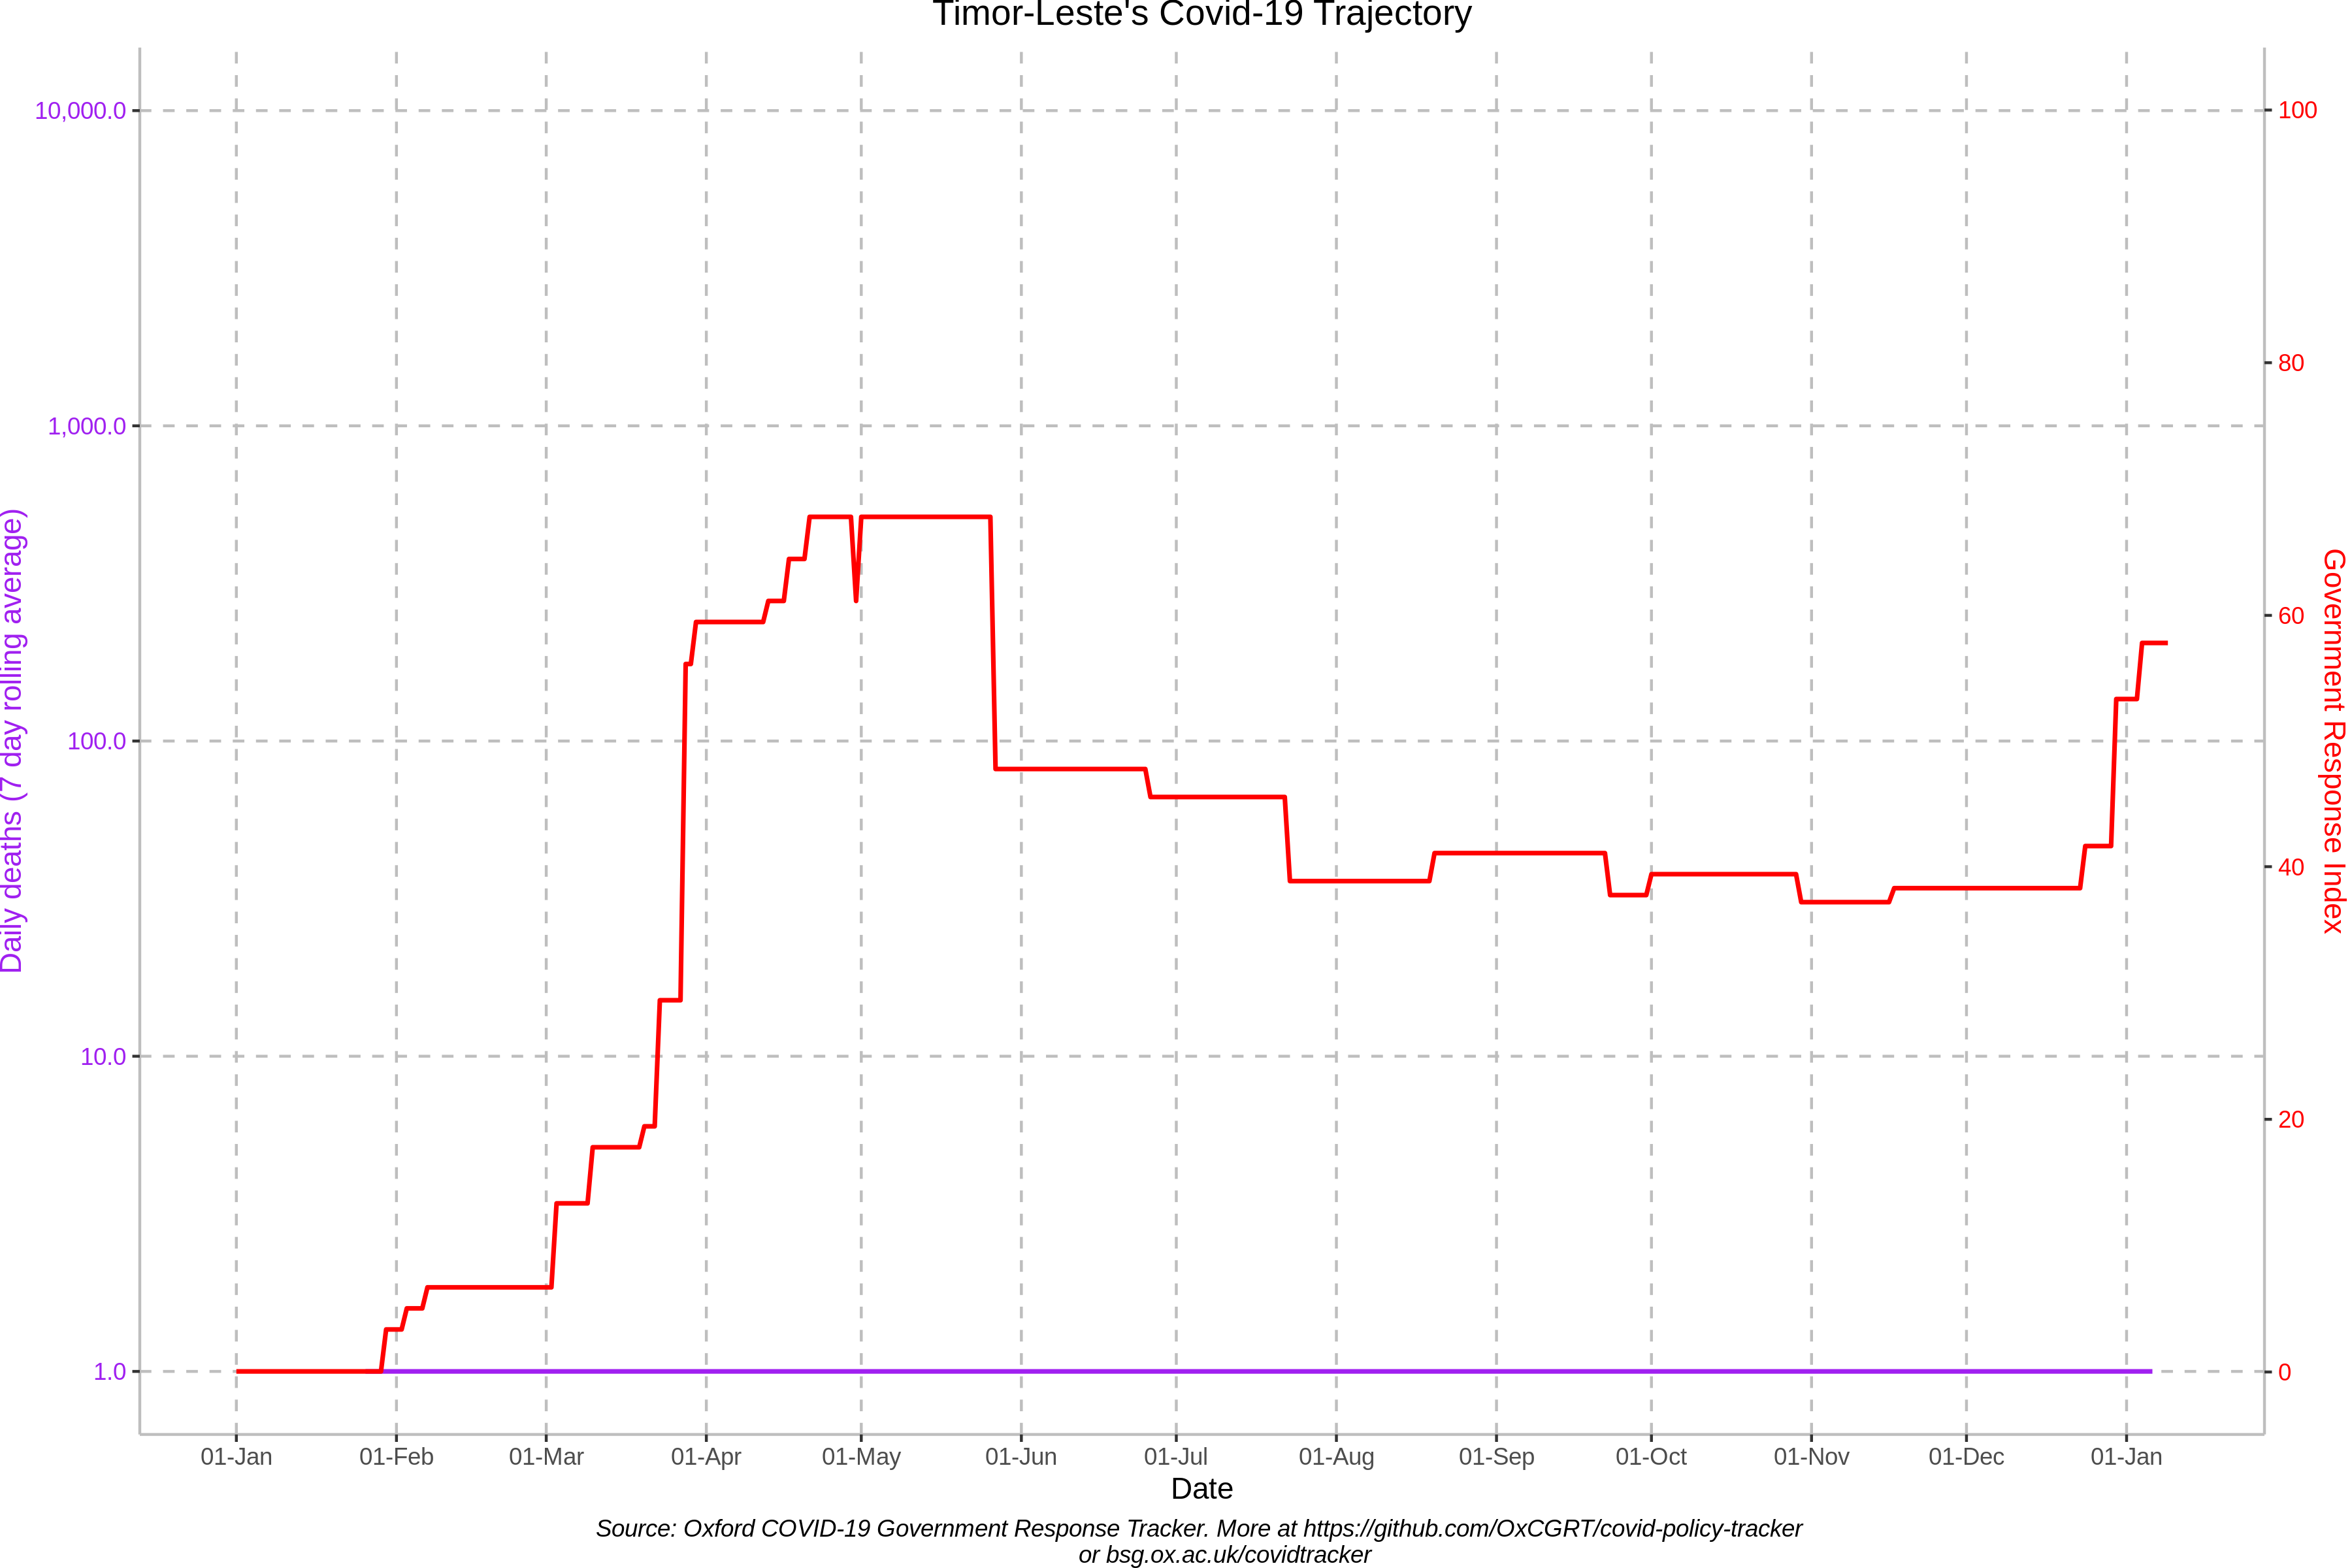 Timor-Leste's Covid-19 Trajectory
10,000.0
1,000.0
100.0
10.0
1.0
Daily deaths (7 day rolling average)
100
80
60
40
20
0
Government Response Index
01-Jan
01-Feb
01-Mar
01-Apr
01-May
01-Jun
01-Jul
01-Aug
01-Sep
01-Oct
01-Nov
01-Dec
01-Jan
Date
Source: Oxford COVID-19 Government Response Tracker. More at https://github.com/OxCGRT/covid-policy-tracker
or bsg.ox.ac.uk/covidtracker